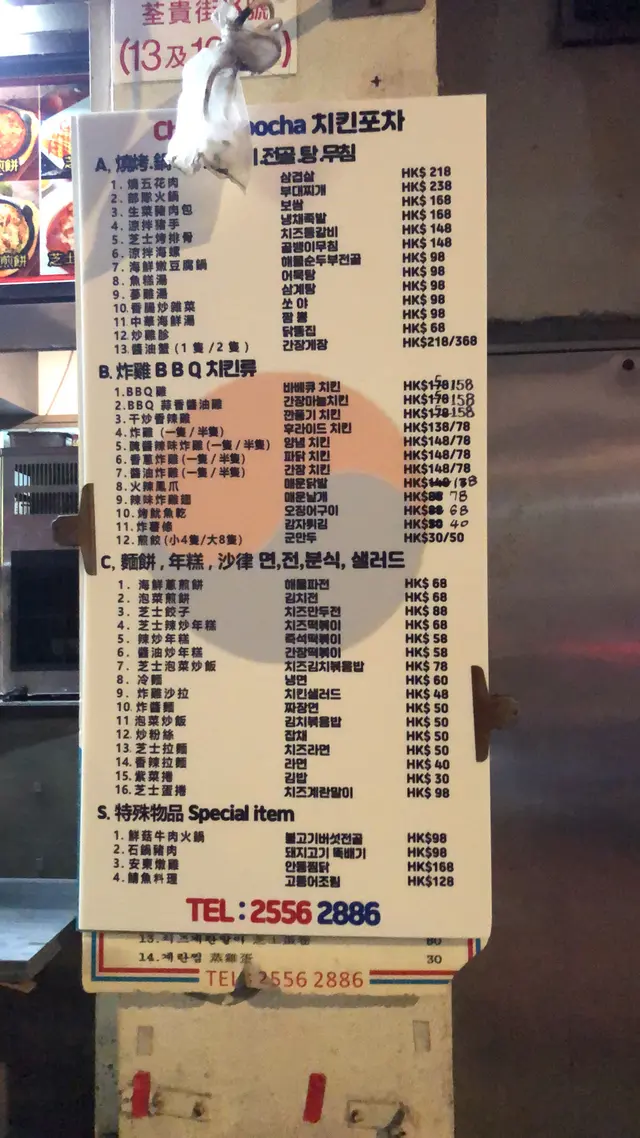 荃貴街
(13及1
pocha 치킨포차
A, 燒烤.鍋 전골.탕.무침
1. 燒五花肉 삼겹살 HK$ 218
2. 部隊火鍋 부대찌개 HK$ 238
3. 生菜豬肉包 보쌈 HK$ 168
4. 涼拌豬手 냉채족발 HK$ 168
5. 芝士烤排骨 치즈등갈비 HK$ 148
6. 涼拌海螺 골뱅이무침 HK$ 148
7. 海鮮嫩豆腐鍋 해물순두부전골 HK$ 98
8. 魚糕湯 어묵탕 HK$ 98
9. 蔘雞湯 삼계탕 HK$ 98
10. 香腸炒雜菜 쏘야 HK$ 98
11. 中華海鮮湯 짬뽕 HK$ 98
12. 炒雞胗 닭똥집 HK$ 68
13. 醬油蟹 (1 隻 / 2 隻 ) 간장게장 HK$218/368
B. 炸雞 B B Q 치킨류
1.BBQ雞 바베큐 치킨 HK$178 158
2.BBQ 蒜香醬油雞 간장마늘치킨 HK$178 158
3. 干炒香辣雞 깐풍기 치킨 HK$178 158
4. 炸雞 (一隻 / 半隻) 후라이드 치킨 HK$138/78
5. 醃醬辣味炸雞 (一隻 / 半隻) 양념 치킨 HK$148/78
6. 香蔥炸雞 (一隻 / 半隻) 파닭 치킨 HK$148/78
7. 醬油炸雞 (一隻 / 半隻) 간장 치킨 HK$148/78
8. 火辣鳳爪 매운닭발 HK$148 138
9. 辣味炸雞翅 매운날개 HK$88 78
10. 烤魷魚乾 오징어구이 HK$88 68
11. 炸薯條 감자튀김 HK$50 40
12. 煎餃(小4隻/大8隻) 군만두 HK$30/50
C, 麵餅 , 年糕 , 沙律 면,전,분식, 샐러드
1. 海鮮蔥煎餅 해물파전 HK$ 68
2. 泡菜煎餅 김치전 HK$ 68
3. 芝士餃子 치즈만두전 HK$ 88
4. 芝士辣炒年糕 치즈떡볶이 HK$ 68
5. 辣炒年糕 즉석떡볶이 HK$ 58
6. 醬油炒年糕 간장떡볶이 HK$ 58
7. 芝士泡菜炒飯 치즈김치볶음밥 HK$ 78
8. 冷麵 냉면 HK$ 60
9. 炸雞沙拉 치킨샐러드 HK$ 48
10. 炸醬麵 짜장면 HK$ 50
11 泡菜炒飯 김치볶음밥 HK$ 50
12. 炒粉絲 잡채 HK$ 50
13. 芝士拉麵 치즈라면 HK$ 50
14. 香辣拉麵 라면 HK$ 40
15. 紫菜捲 김밥 HK$ 30
16. 芝士蛋捲 치즈계란말이 HK$ 98
S. 特殊物品 Special item
1. 鮮菇牛肉火鍋 불고기버섯전골 HK$98
2. 石鍋豬肉 돼지고기 뚝배기 HK$98
3. 安東燉雞 안동찜닭 HK$168
4. 鯖魚料理 고등어조림 HK$128
TEL : 2556 2886
13. 치즈계란말이 芝士蛋卷 80
14. 계란찜 蒸雞蛋 30
TEL : 2556 2886